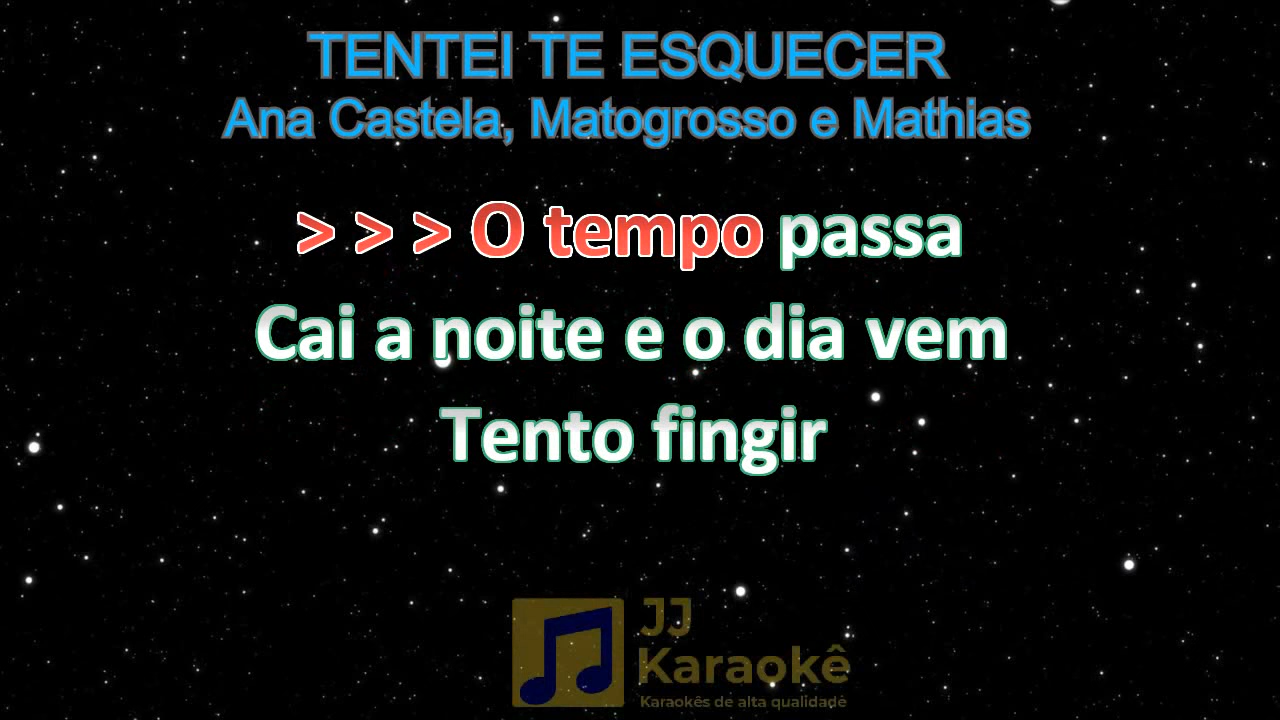 TENTEI TE ESQUECER
Ana Castela, Matogrosso e Mathias
> > > O tempo passa
Cai a noite e o dia vem
Tento fingir
JJ
Karaokê
Karaokês de alta qualidade